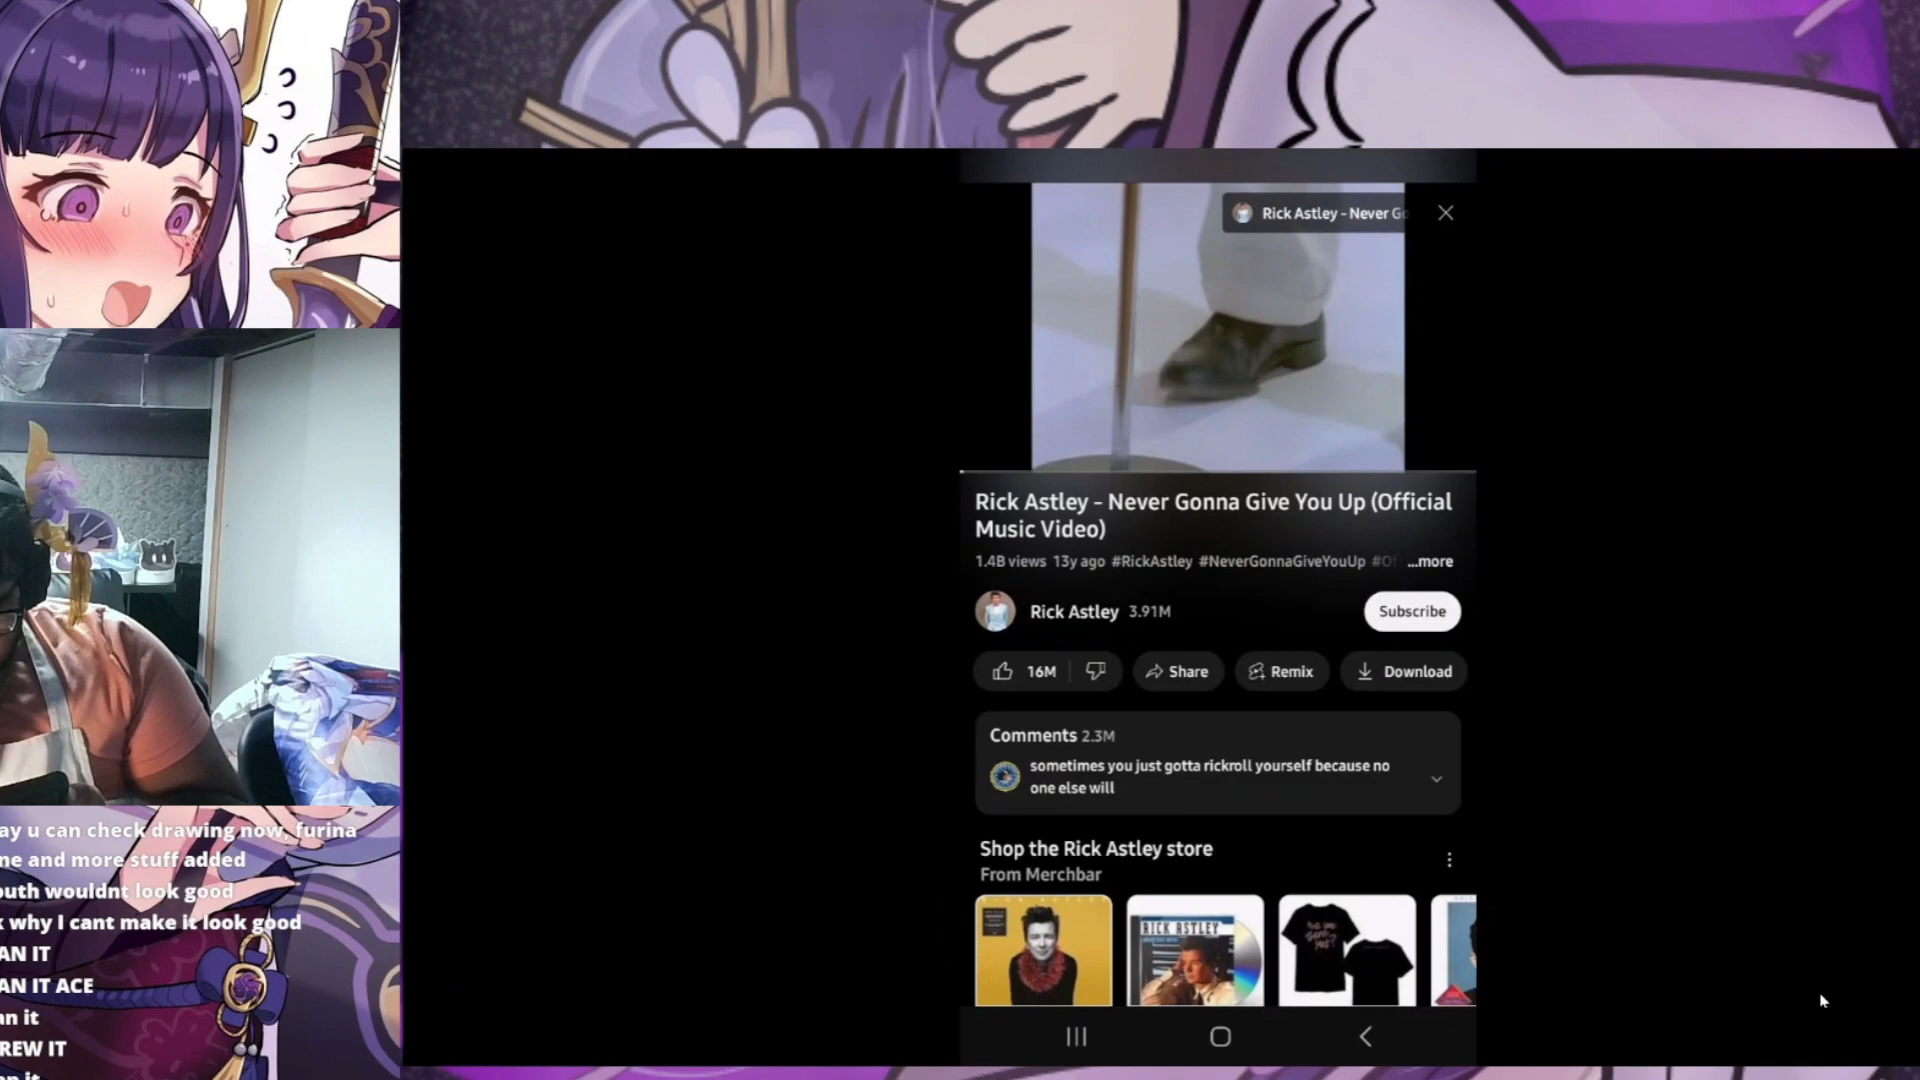 Rick Astley - Never Go
Rick Astley - Never Gonna Give You Up (Official
Music Video)
1.4B views 13y ago #RickAstley #NeverGonnaGiveYouUp #Of ...more
Rick Astley 3.91M
Subscribe
16M
Share
Remix
Download
Comments 2.3M
sometimes you just gotta rickroll yourself because no
one else will
Shop the Rick Astley store
From Merchbar
RICK ASTLEY
ay u can check drawing now, furina
ne and more stuff added
outh wouldnt look good
k why I cant make it look good
AN IT
AN IT ACE
an it
REW IT